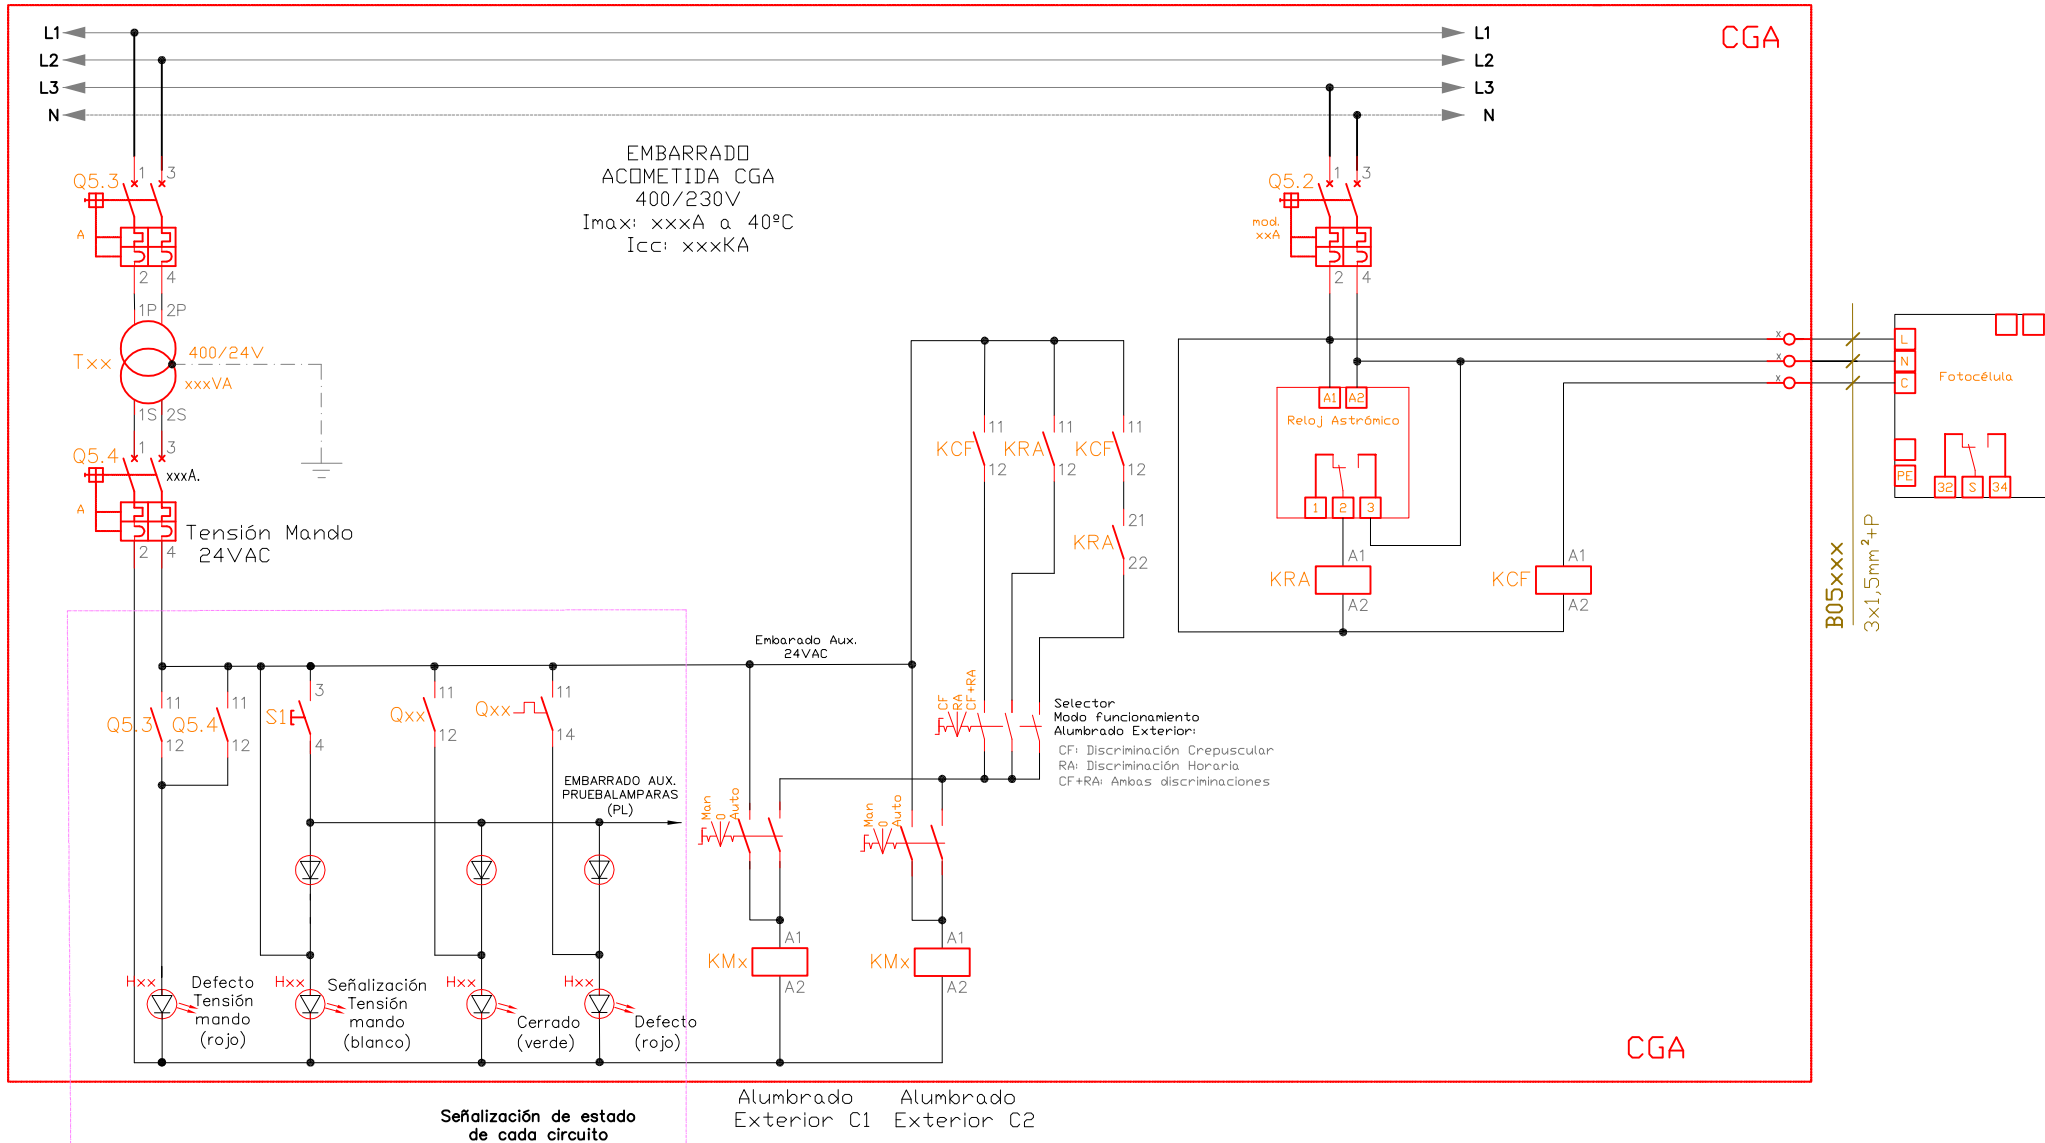 L1
L1
CGA
L2
L2
L3
L3
N
N
EMBARRADO
ACOMETIDA CGA
400/230V
Imax: xxxA a 40ºC
Icc: xxxKA
Q5.3
1
3
A
2
4
1P
2P
Txx
400/24V
xxxVA
1S
2S
Q5.4
1
3
xxxA.
A
2
4
Tensión Mando
24VAC
Q5.2
1
3
mod.
xxA
2
4
A1
A2
Reloj Astrómico
1
2
3
KRA
A1
A2
KCF
A1
A2
x
x
x
L
N
C
Fotocélula
PE
32
S
34
B05xxx
3x1,5mm²+P
KCF
11
12
KRA
11
12
KCF
11
12
KRA
21
22
Embarado Aux.
24VAC
Q5.3
11
12
Q5.4
11
12
S1
3
4
Qxx
11
12
Qxx
11
14
CF
RA
CF+RA
Selector
Modo funcionamiento
Alumbrado Exterior:
CF: Discriminación Crepuscular
RA: Discriminación Horaria
CF+RA: Ambas discriminaciones
EMBARRADO AUX.
PRUEBALAMPARAS
(PL)
Man
0
Auto
Man
0
Auto
KMx
A1
A2
KMx
A1
A2
Hxx
Defecto
Tensión
mando
(rojo)
Hxx
Señalización
Tensión
mando
(blanco)
Hxx
Cerrado
(verde)
Hxx
Defecto
(rojo)
CGA
Alumbrado
Exterior C1
Alumbrado
Exterior C2
Señalización de estado
de cada circuito